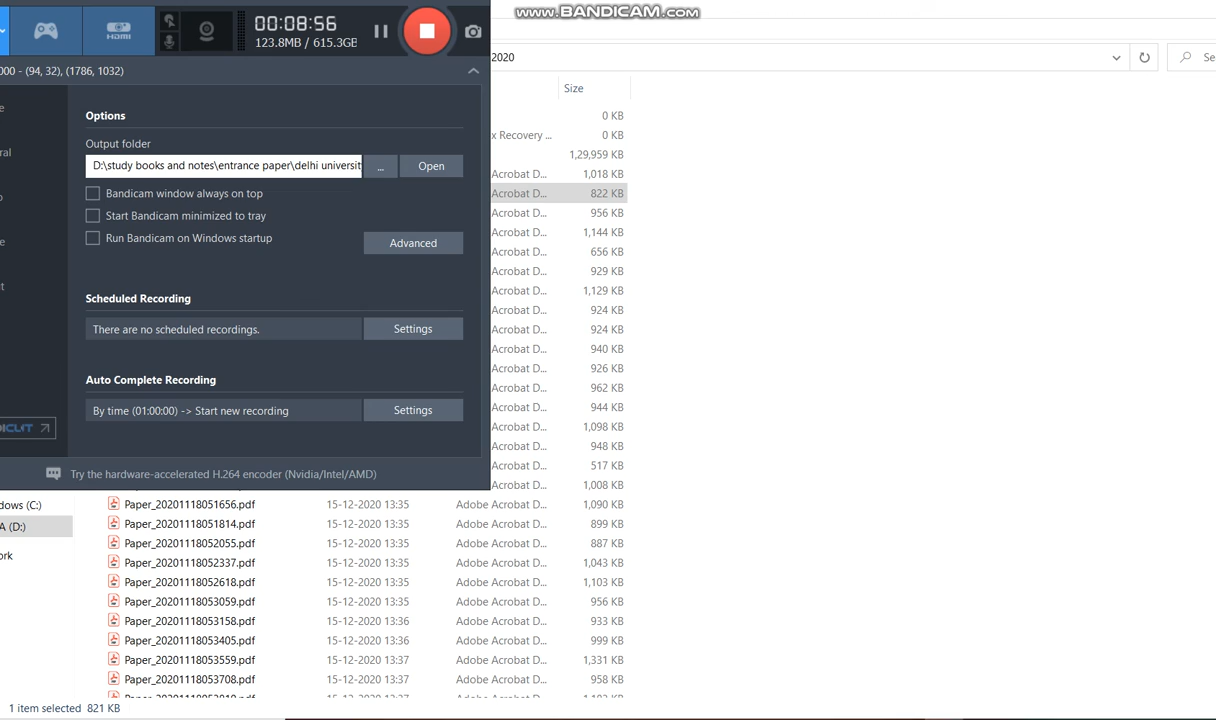 www.BANDICAM.com
00:08:56
123.8MB / 615.3GB
HDMI
000 - (94, 32), (1786, 1032)
2020
Se
Size
Options
Output folder
D:\study books and notes\entrance paper\delhi universit
...
Open
Bandicam window always on top
Start Bandicam minimized to tray
Run Bandicam on Windows startup
Advanced
Scheduled Recording
There are no scheduled recordings.
Settings
Auto Complete Recording
By time (01:00:00) -> Start new recording
Settings
Try the hardware-accelerated H.264 encoder (Nvidia/Intel/AMD)
0 KB
x Recovery ... 0 KB
1,29,959 KB
Acrobat D... 1,018 KB
Acrobat D... 822 KB
Acrobat D... 956 KB
Acrobat D... 1,144 KB
Acrobat D... 656 KB
Acrobat D... 929 KB
Acrobat D... 1,129 KB
Acrobat D... 924 KB
Acrobat D... 924 KB
Acrobat D... 940 KB
Acrobat D... 926 KB
Acrobat D... 962 KB
Acrobat D... 944 KB
Acrobat D... 1,098 KB
Acrobat D... 948 KB
Acrobat D... 517 KB
Acrobat D... 1,008 KB
dows (C:)
A (D:)
ork
Paper_20201118051656.pdf 15-12-2020 13:35 Adobe Acrobat D... 1,090 KB
Paper_20201118051814.pdf 15-12-2020 13:35 Adobe Acrobat D... 899 KB
Paper_20201118052055.pdf 15-12-2020 13:35 Adobe Acrobat D... 887 KB
Paper_20201118052337.pdf 15-12-2020 13:35 Adobe Acrobat D... 1,043 KB
Paper_20201118052618.pdf 15-12-2020 13:35 Adobe Acrobat D... 1,103 KB
Paper_20201118053059.pdf 15-12-2020 13:35 Adobe Acrobat D... 956 KB
Paper_20201118053158.pdf 15-12-2020 13:36 Adobe Acrobat D... 933 KB
Paper_20201118053405.pdf 15-12-2020 13:36 Adobe Acrobat D... 999 KB
Paper_20201118053559.pdf 15-12-2020 13:37 Adobe Acrobat D... 1,331 KB
Paper_20201118053708.pdf 15-12-2020 13:37 Adobe Acrobat D... 958 KB
1 item selected 821 KB